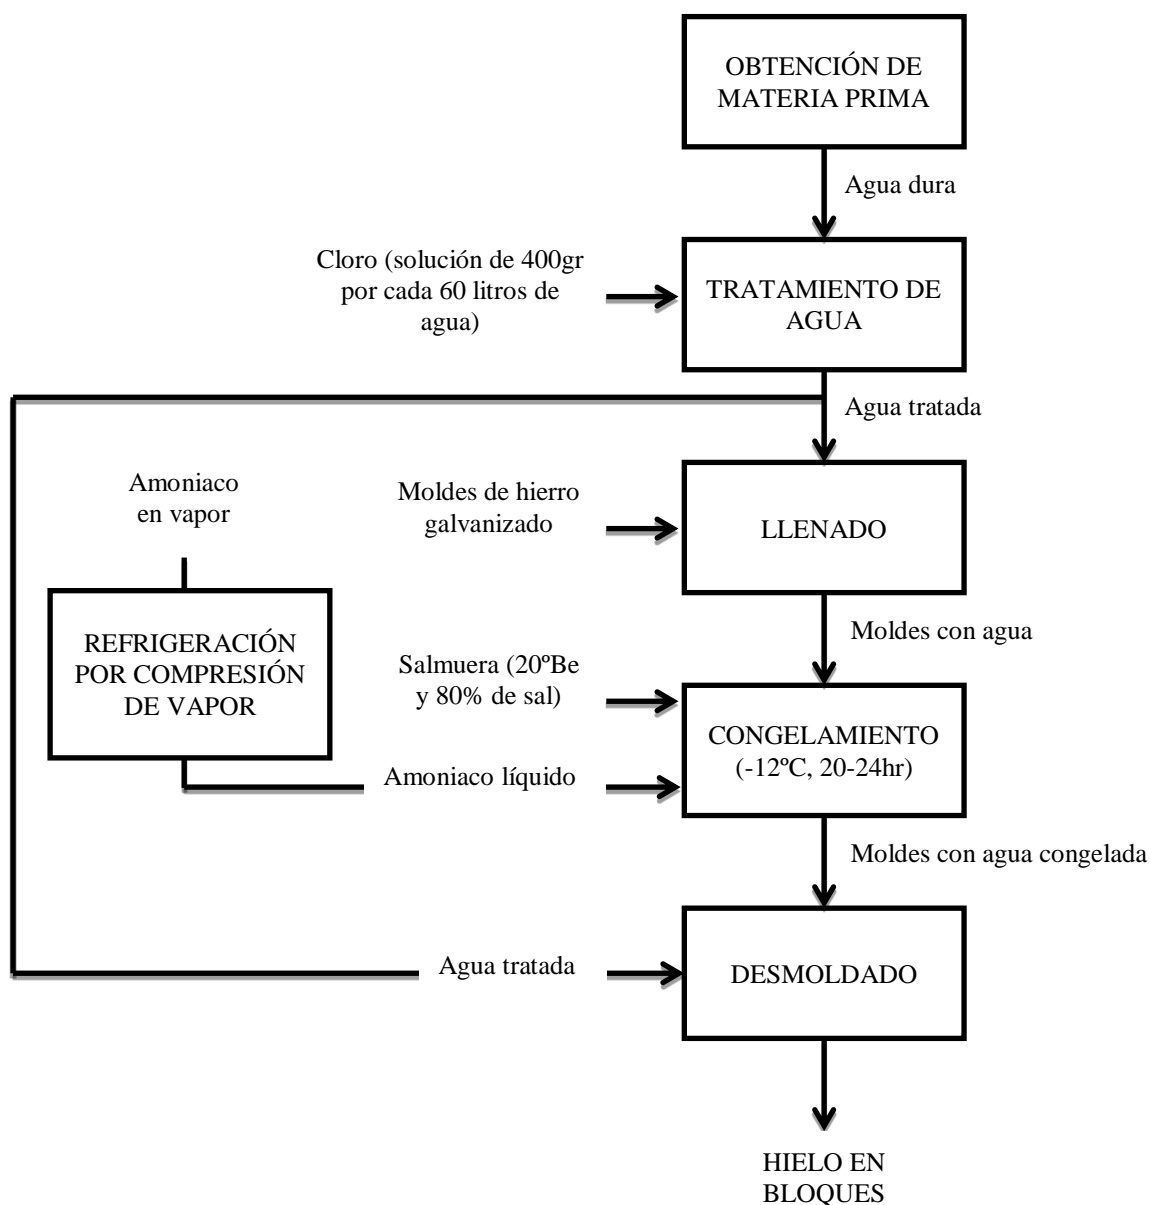 OBTENCIÓN DE
MATERIA PRIMA
Agua dura
Cloro (solución de 400gr
por cada 60 litros de
agua)
TRATAMIENTO DE
AGUA
Agua tratada
Amoniaco
en vapor
Moldes de hierro
galvanizado
LLENADO
REFRIGERACIÓN
POR COMPRESIÓN
DE VAPOR
Moldes con agua
Salmuera (20ºBe
y 80% de sal)
CONGELAMIENTO
(-12ºC, 20-24hr)
Amoniaco líquido
Moldes con agua congelada
Agua tratada
DESMOLDADO
HIELO EN
BLOQUES